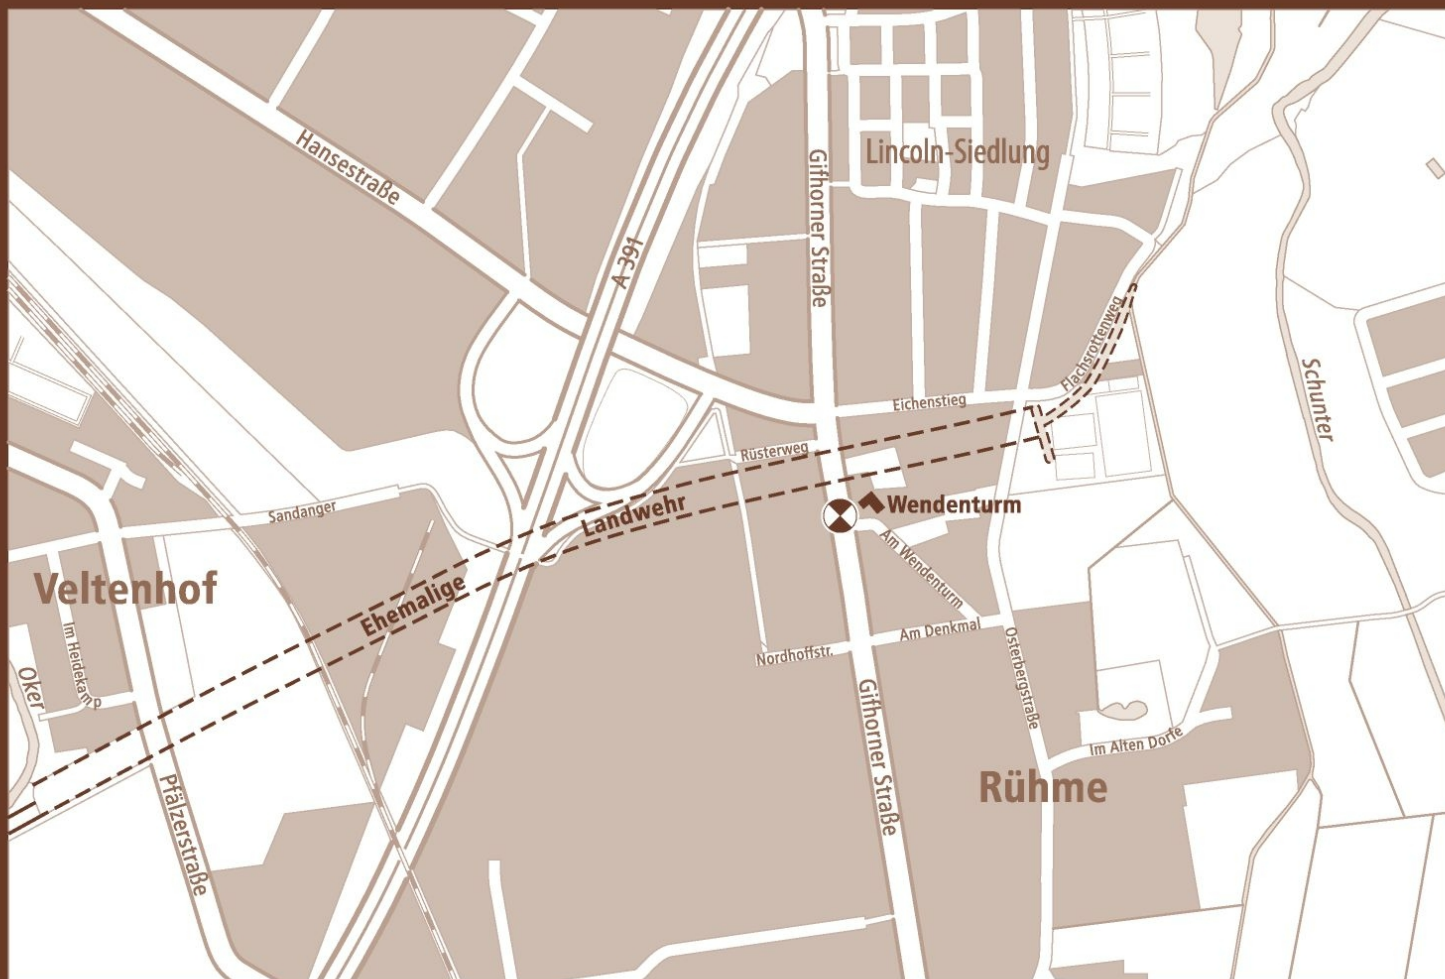 Hansestraße
A 391
Gifhorner Straße
Lincoln-Siedlung
Flachsrottenweg
Eichenstieg
Schunter
Rüsterweg
Sandanger
Landwehr
Wendenturm
Am Wendenturm
Veltenhof
Ehemalige
Im Heidekamp
Oker
Nordhoffstr.
Am Denkmal
Osterbergstraße
Gifhorner Straße
Im Alten Dorfe
Rühme
Pfälzerstraße